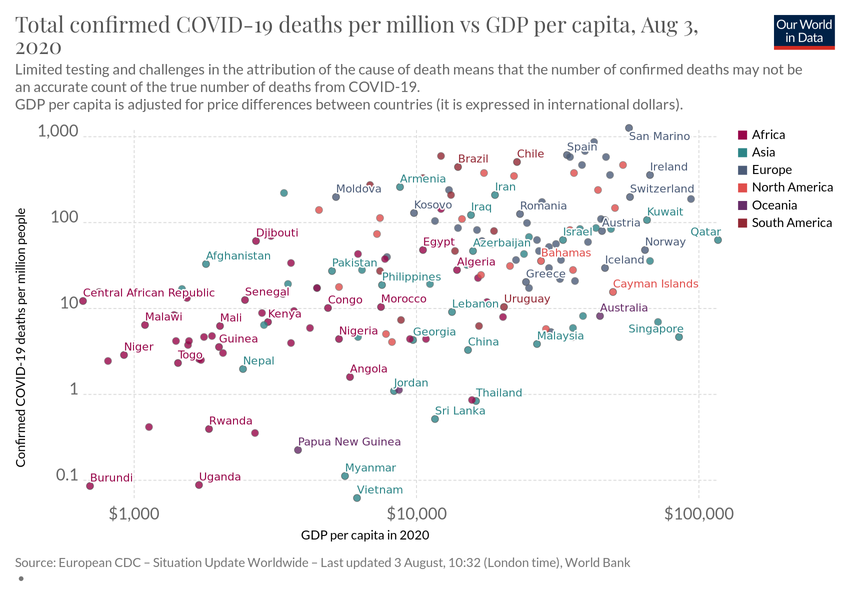 Total confirmed COVID-19 deaths per million vs GDP per capita, Aug 3,
2020
Our World
in Data
Limited testing and challenges in the attribution of the cause of death means that the number of confirmed deaths may not be
an accurate count of the true number of deaths from COVID-19.
GDP per capita is adjusted for price differences between countries (it is expressed in international dollars).
Confirmed COVID-19 deaths per million people
1,000
100
10
1
0.1
San Marino
Spain
Chile
Brazil
Ireland
Armenia
Moldova
Iran
Switzerland
Kosovo
Iraq
Romania
Kuwait
Austria
Djibouti
Israel
Qatar
Egypt
Azerbaijan
Norway
Afghanistan
Bahamas
Pakistan
Algeria
Iceland
Philippines
Greece
Central African Republic
Senegal
Cayman Islands
Congo
Morocco
Lebanon
Uruguay
Malawi
Mali
Kenya
Australia
Nigeria
Georgia
Malaysia
Singapore
Guinea
China
Niger
Togo
Nepal
Angola
Jordan
Thailand
Sri Lanka
Rwanda
Papua New Guinea
Burundi
Uganda
Myanmar
Vietnam
$1,000
$10,000
$100,000
GDP per capita in 2020
Africa
Asia
Europe
North America
Oceania
South America
Source: European CDC – Situation Update Worldwide – Last updated 3 August, 10:32 (London time), World Bank